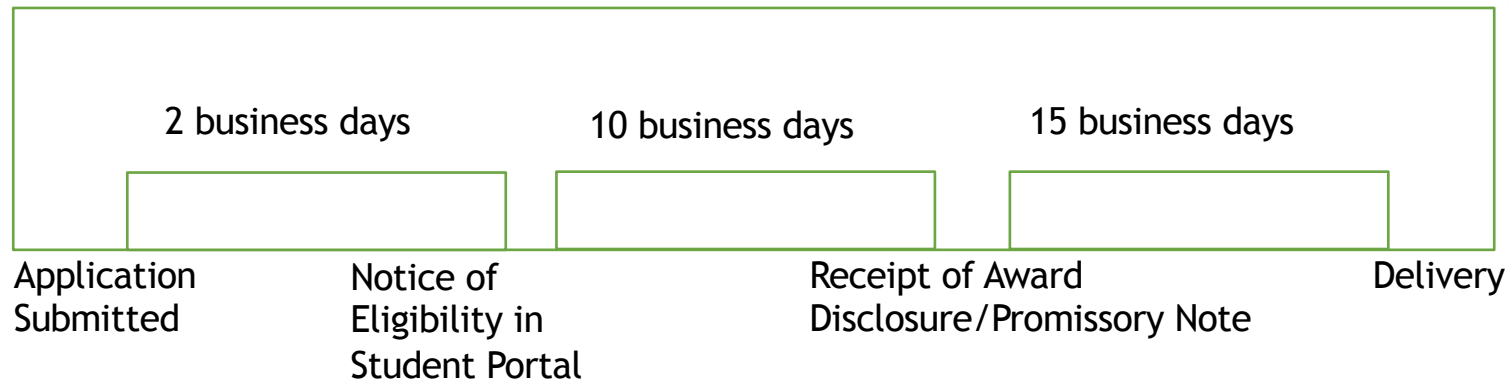 2 business days
10 business days
15 business days
Application
Submitted
Notice of
Eligibility in
Student Portal
Receipt of Award
Disclosure/Promissory Note
Delivery